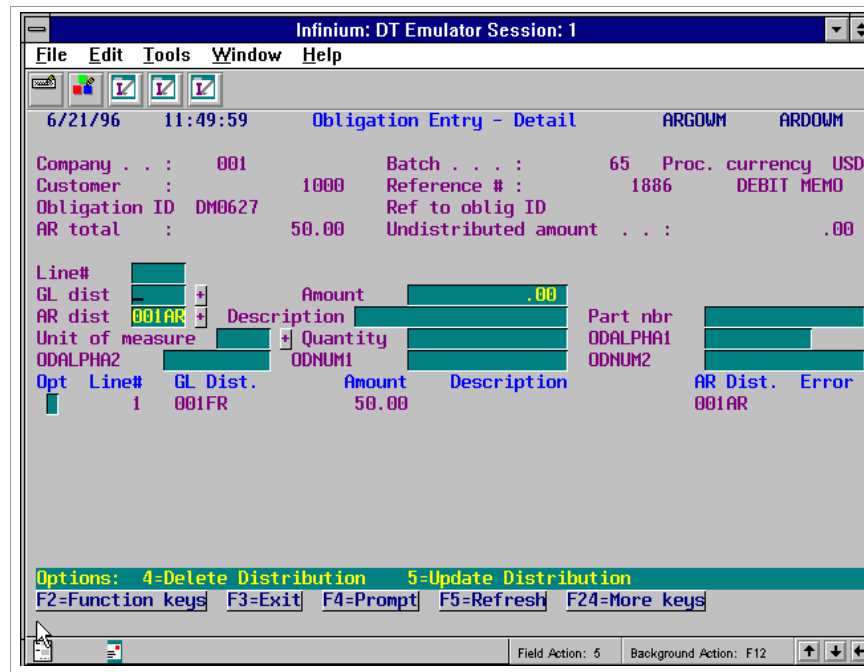 Infinium: DT Emulator Session: 1
File Edit Tools Window Help
6/21/96 11:49:59 Obligation Entry - Detail ARGOWM ARDOWM
Company . . : 001 Batch . . . : 65 Proc. currency USD
Customer : 1000 Reference # : 1886 DEBIT MEMO
Obligation ID DM0627 Ref to oblig ID
AR total : 50.00 Undistributed amount . . : .00
Line#
GL dist + Amount .00
AR dist 001AR + Description Part nbr
Unit of measure + Quantity ODALPHA1
ODALPHA2 ODNUM1 ODNUM2
Opt Line# GL Dist. Amount Description AR Dist. Error
1 001FR 50.00 001AR
Options: 4=Delete Distribution 5=Update Distribution
F2=Function keys F3=Exit F4=Prompt F5=Refresh F24=More keys
Field Action: 5 Background Action: F12